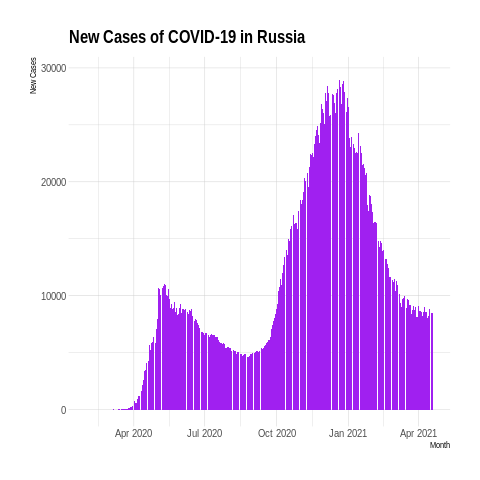 New Cases of COVID-19 in Russia
New Cases
30000
20000
10000
0
Apr 2020 Jul 2020 Oct 2020 Jan 2021 Apr 2021
Month